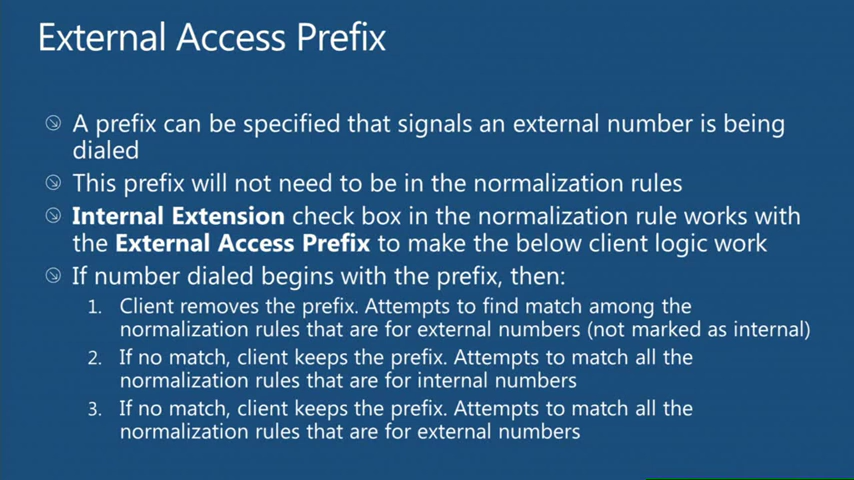 External Access Prefix
A prefix can be specified that signals an external number is being
dialed
This prefix will not need to be in the normalization rules
Internal Extension check box in the normalization rule works with
the External Access Prefix to make the below client logic work
If number dialed begins with the prefix, then:
1. Client removes the prefix. Attempts to find match among the
normalization rules that are for external numbers (not marked as internal)
2. If no match, client keeps the prefix. Attempts to match all the
normalization rules that are for internal numbers
3. If no match, client keeps the prefix. Attempts to match all the
normalization rules that are for external numbers